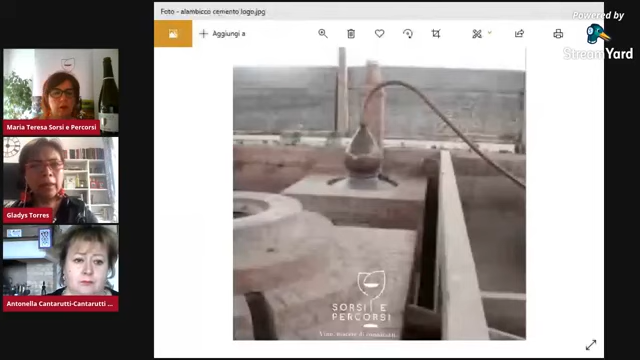 Foto - alambicco cemento logo.jpg
Powered by
StreamYard
Aggiungi a
Maria Teresa Sorsi e Percorsi
Gladys Torres
Antonella Cantarutti-Cantarutti ...
SORSI E
PERCORSI